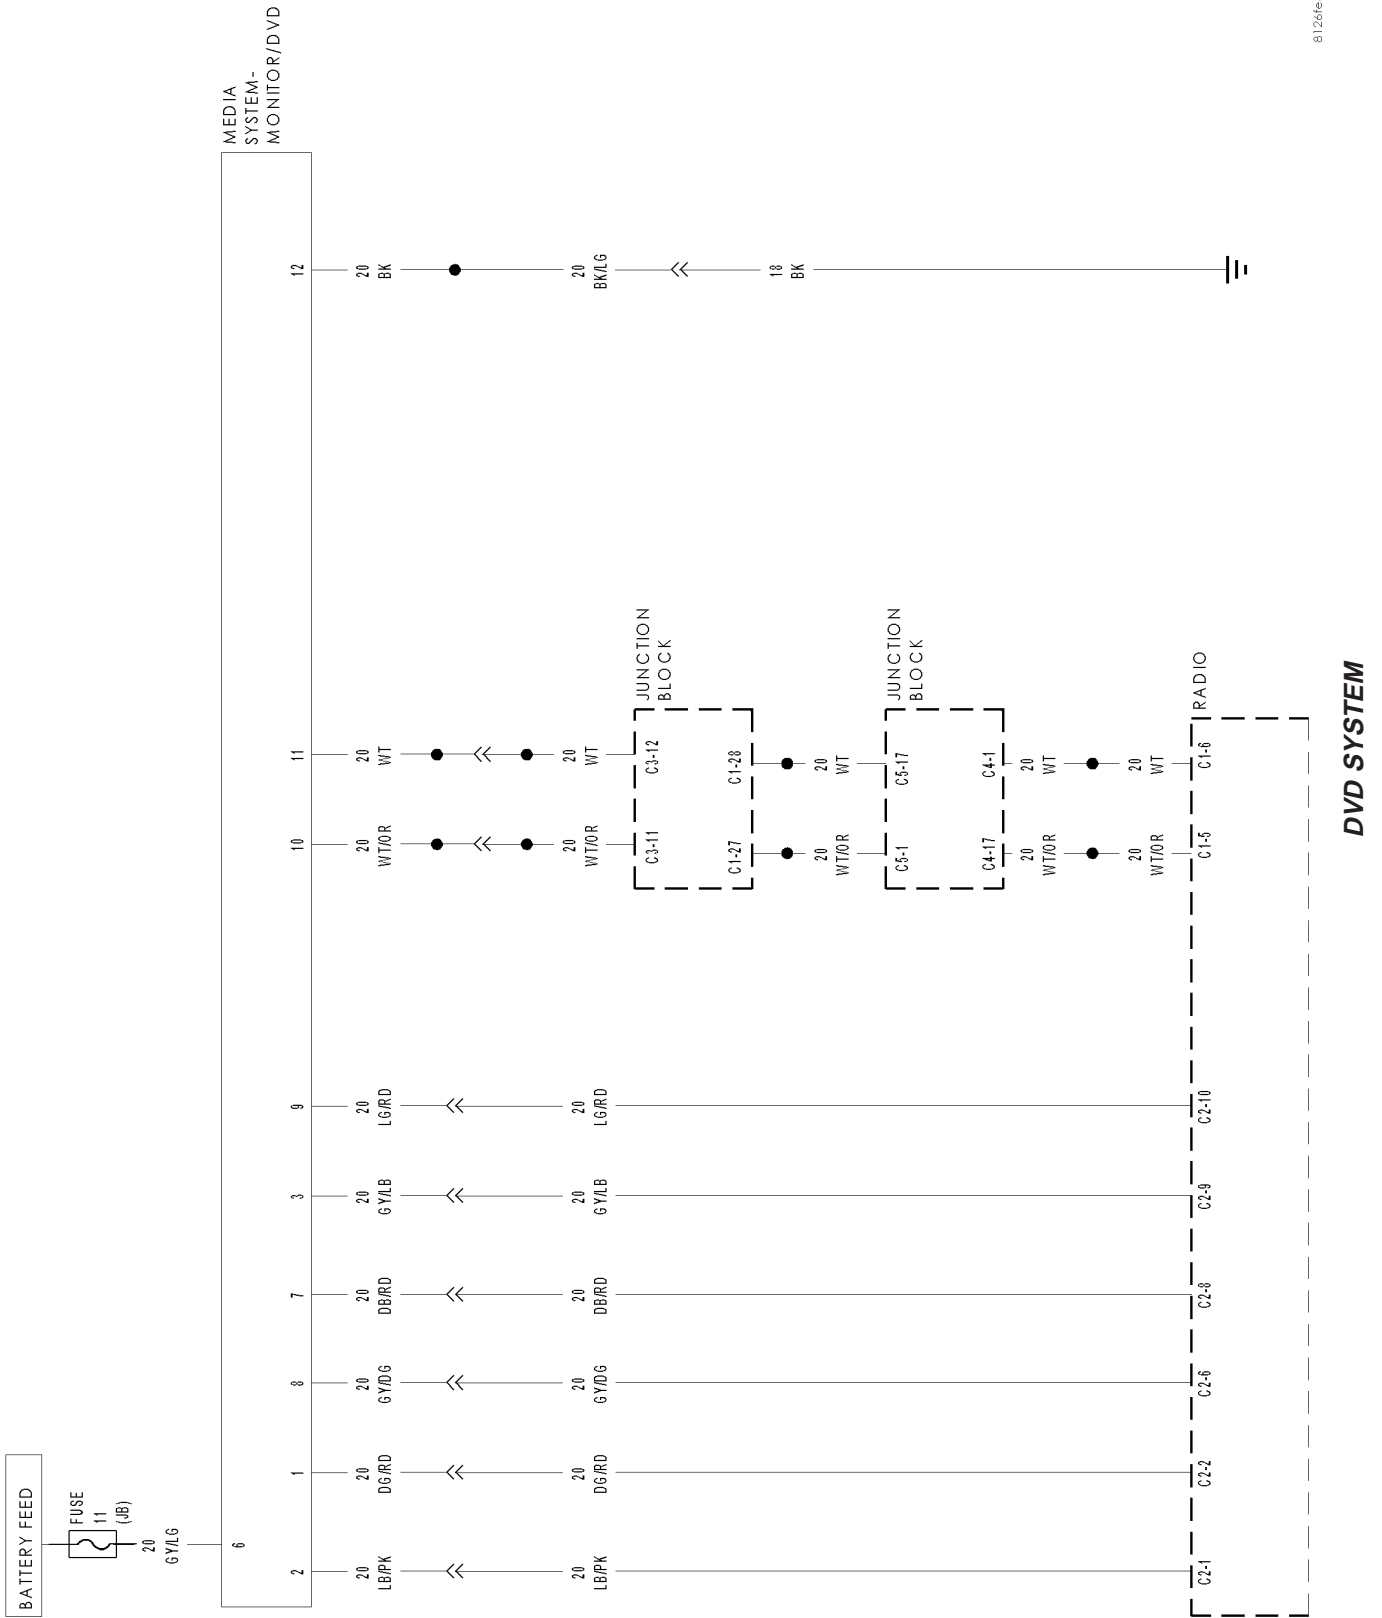 BATTERY FEED
FUSE
11
(JB)
20
GY/LG
6
MEDIA
SYSTEM-
MONITOR/DVD
2
1
8
7
3
9
10
11
12
20
LB/PK
20
DG/RD
20
GY/DG
20
DB/RD
20
GY/LB
20
LG/RD
20
WT/OR
20
WT
20
BK
20
LB/PK
20
DG/RD
20
GY/DG
20
DB/RD
20
GY/LB
20
LG/RD
20
WT/OR
20
WT
20
BK/LG
C3-11
C3-12
JUNCTION
BLOCK
C1-27
C1-28
18
BK
20
WT/OR
20
WT
C5-1
C5-17
JUNCTION
BLOCK
C4-17
C4-1
20
WT/OR
20
WT
20
WT/OR
20
WT
C2-1
C2-2
C2-6
C2-8
C2-9
C2-10
C1-5
C1-6
RADIO
DVD SYSTEM